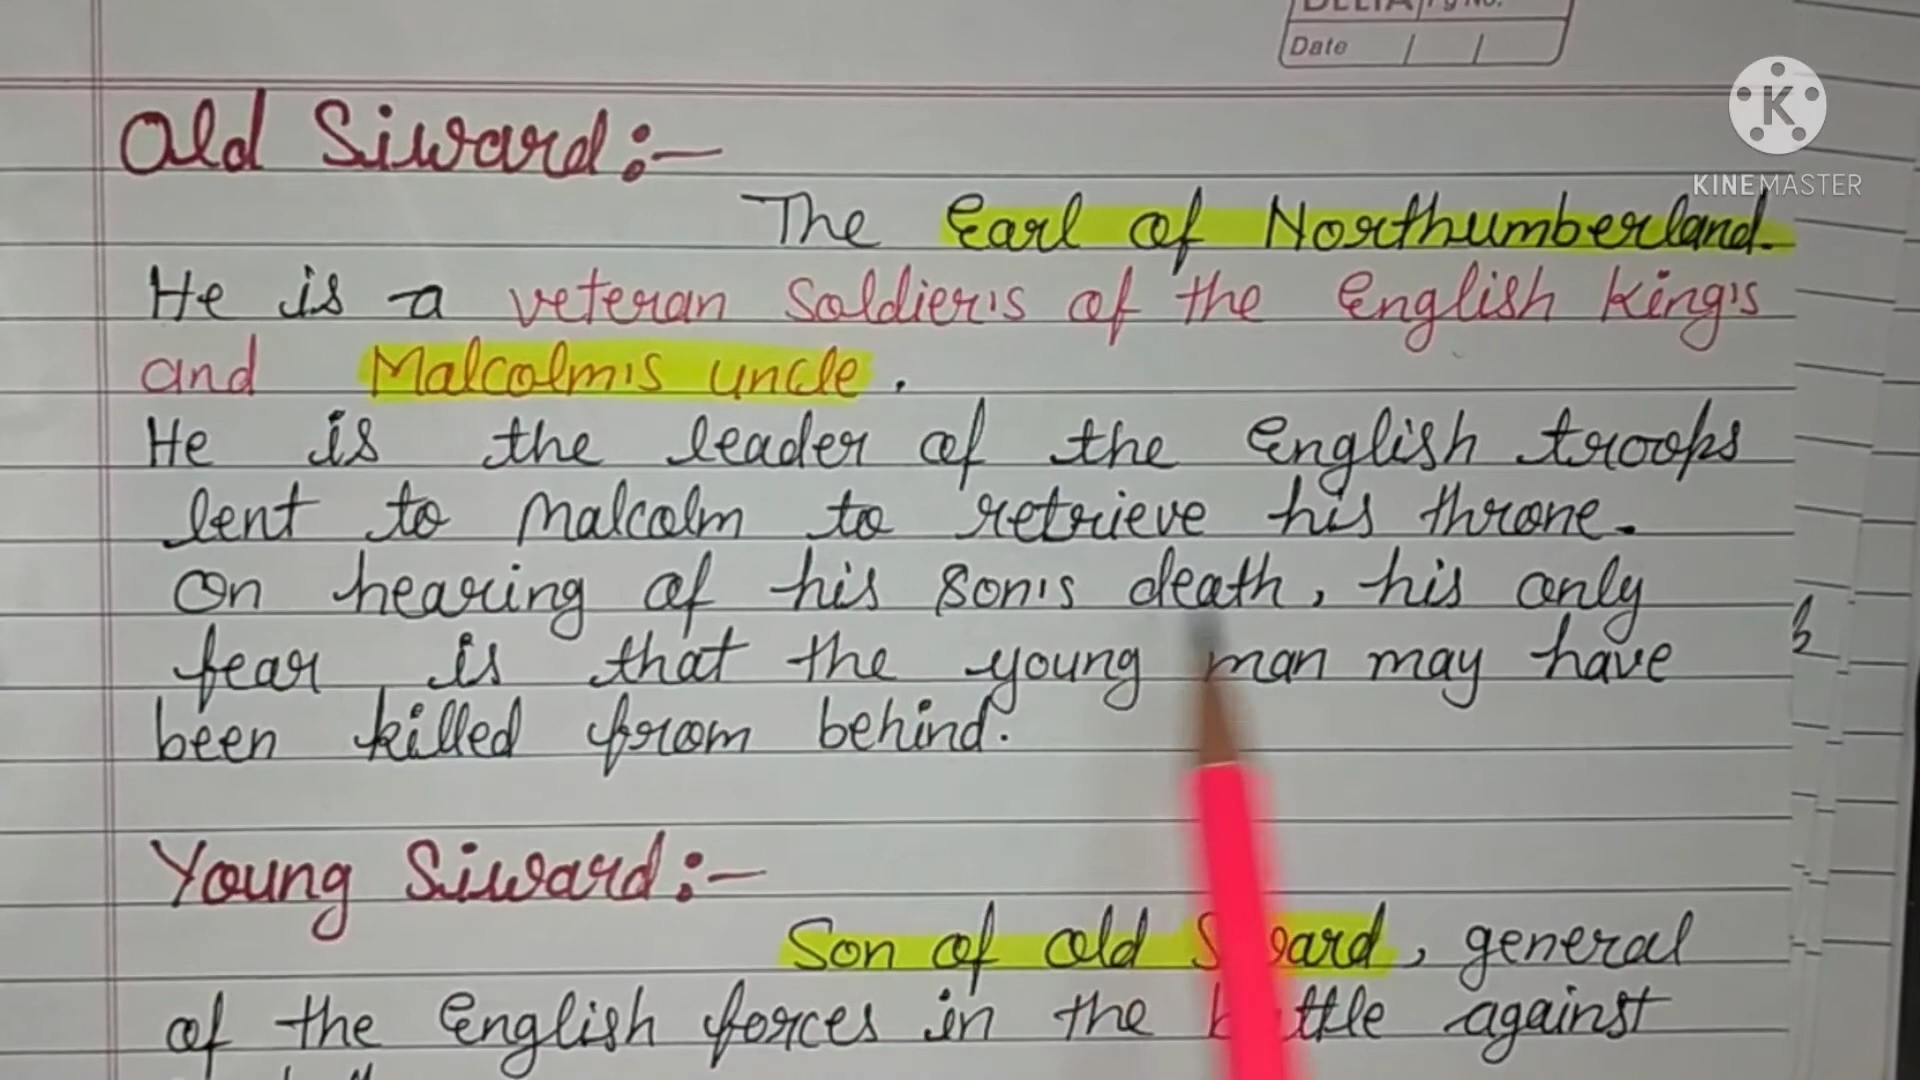 Date / /
K
KINEMASTER
Old Siward:-
The Earl of Northumberland.
He is a veteran Soldier's of the English King's
and Malcolm's uncle.
He is the leader of the English troops
lent to Malcolm to retrieve his throne.
On hearing of his son's death, his only
fear is that the young man may have
been killed from behind.
Young Siward:-
Son of old, general
of the English forces in the against